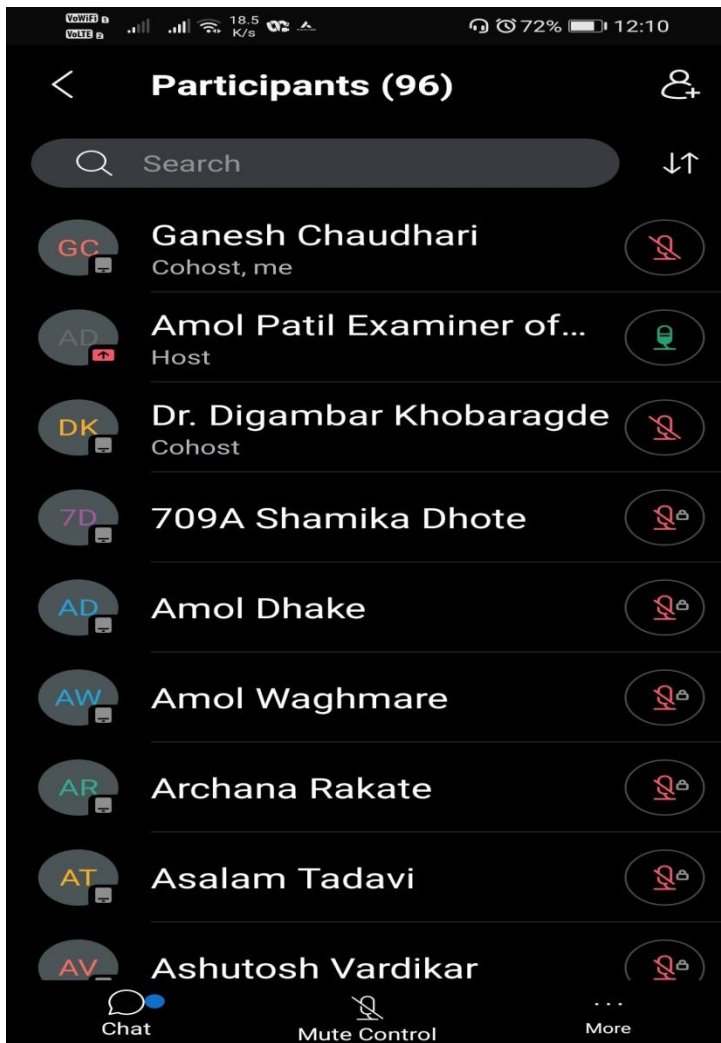 VoWiFi 1
VoLTE 2
18.5
K/s
72%
12:10
Participants (96)
Search
GC
Ganesh Chaudhari
Cohost, me
AD
Amol Patil Examiner of...
Host
DK
Dr. Digambar Khobaragde
Cohost
7D
709A Shamika Dhote
AD
Amol Dhake
AW
Amol Waghmare
AR
Archana Rakate
AT
Asalam Tadavi
AV
Ashutosh Vardikar
Chat
Mute Control
More